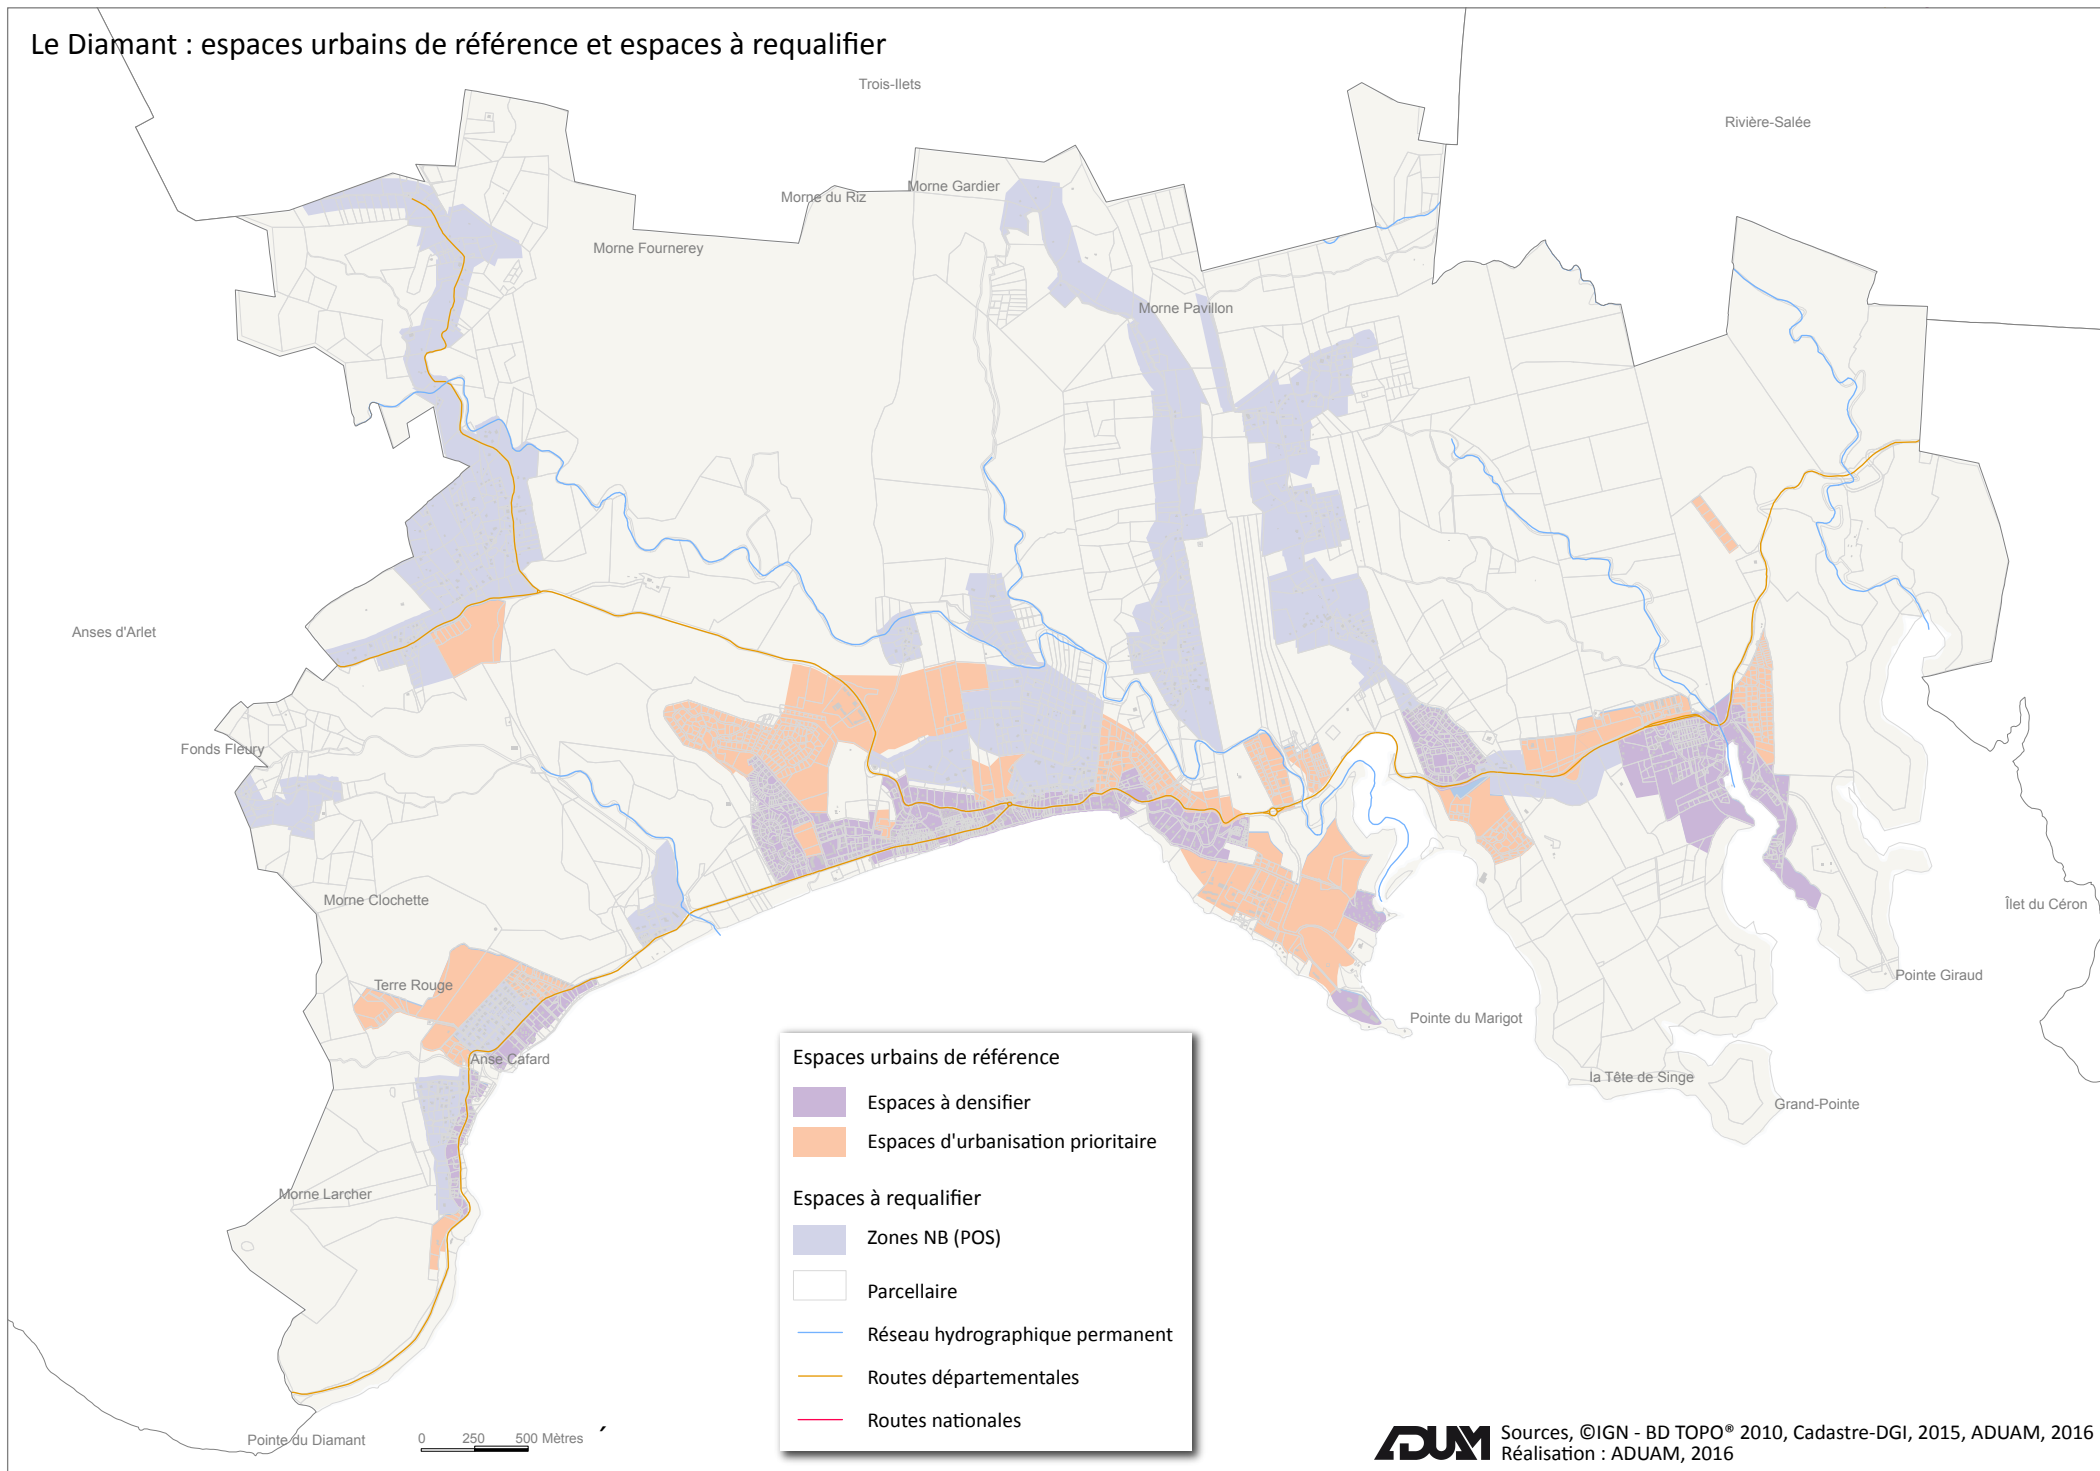 Le Diamant : espaces urbains de référence et espaces à requalifier
Trois-Ilets
Rivière-Salée
Morne Gardier
Morne du Riz
Morne Fournerey
Morne Pavillon
Anses d'Arlet
Fonds Fleury
Morne Clochette
Îlet du Céron
Terre Rouge
Pointe Giraud
Pointe du Marigot
Anse Cafard
la Tête de Singe
Grand-Pointe
Morne Larcher
Pointe du Diamant
Espaces urbains de référence
Espaces à densifier
Espaces d'urbanisation prioritaire
Espaces à requalifier
Zones NB (POS)
Parcellaire
Réseau hydrographique permanent
Routes départementales
Routes nationales
0 250 500 Mètres
ADUAM
Sources, ©IGN - BD TOPO® 2010, Cadastre-DGI, 2015, ADUAM, 2016
Réalisation : ADUAM, 2016